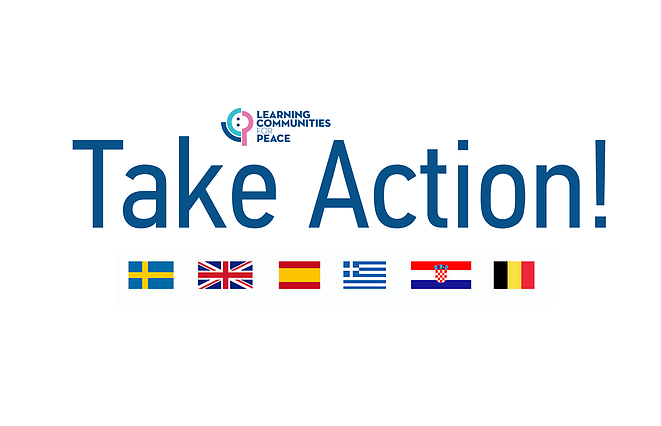 LEARNING
COMMUNITIES
FOR
PEACE
Take Action!